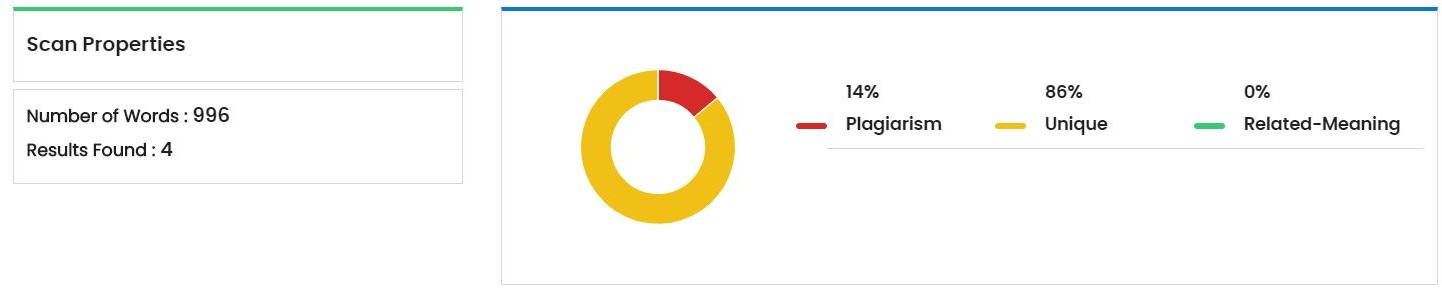 Scan Properties
Number of Words : 996
Results Found : 4
14%
Plagiarism
86%
Unique
0%
Related-Meaning